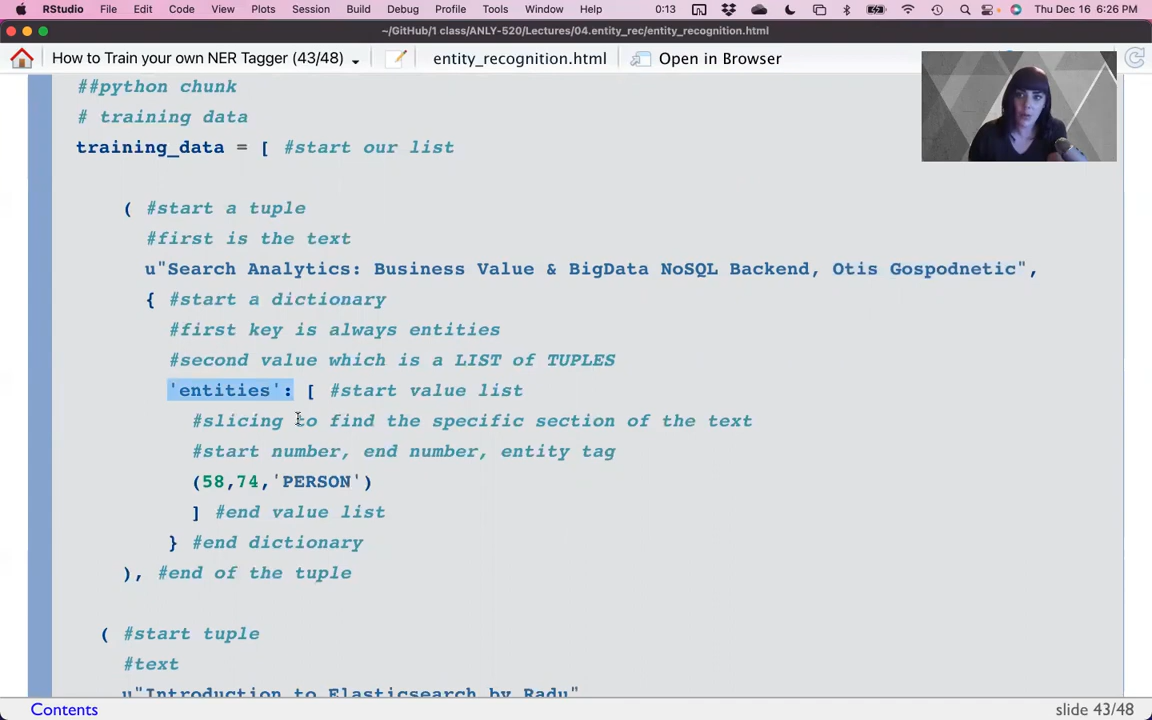 RStudio File Edit Code View Plots Session Build Debug Profile Tools Window Help 0:13 Thu Dec 16 6:26 PM
~/GitHub/1 class/ANLY-520/Lectures/04.entity_rec/entity_recognition.html
How to Train your own NER Tagger (43/48) entity_recognition.html Open in Browser
##python chunk
# training data
training_data = [ #start our list
( #start a tuple
#first is the text
u"Search Analytics: Business Value & BigData NoSQL Backend, Otis Gospodnetic",
{ #start a dictionary
#first key is always entities
#second value which is a LIST of TUPLES
'entities': [ #start value list
#slicing to find the specific section of the text
#start number, end number, entity tag
(58,74,'PERSON')
] #end value list
} #end dictionary
), #end of the tuple
( #start tuple
#text
u"Introduction to Elasticsearch by Radu"
Contents slide 43/48